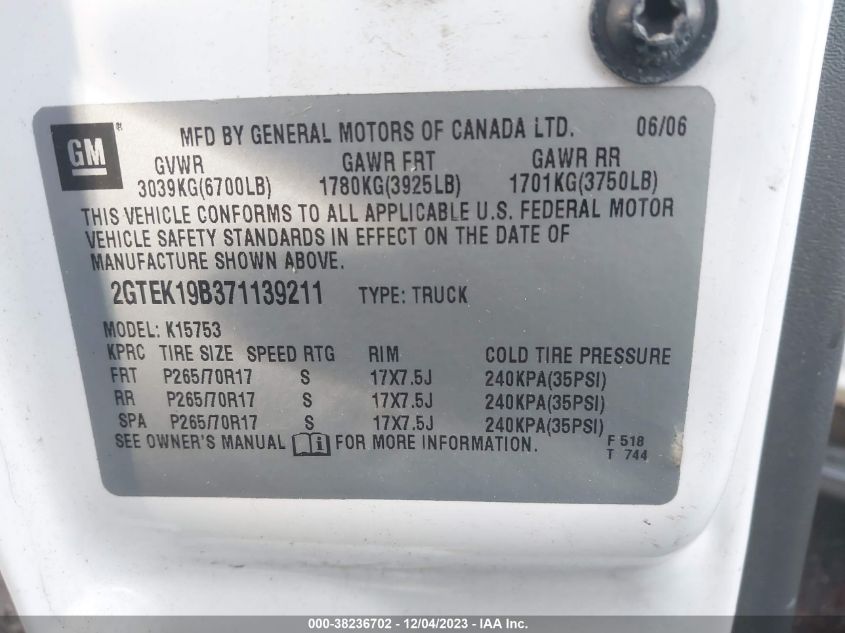 GM ®
MFD BY GENERAL MOTORS OF CANADA LTD. 06/06
GVWR GAWR FRT GAWR RR
3039KG(6700LB) 1780KG(3925LB) 1701KG(3750LB)
THIS VEHICLE CONFORMS TO ALL APPLICABLE U.S. FEDERAL MOTOR
VEHICLE SAFETY STANDARDS IN EFFECT ON THE DATE OF
MANUFACTURE SHOWN ABOVE.
2GTEK19B371139211 TYPE: TRUCK
MODEL: K15753
KPRC TIRE SIZE SPEED RTG RIM COLD TIRE PRESSURE
FRT P265/70R17 S 17X7.5J 240KPA(35PSI)
RR P265/70R17 S 17X7.5J 240KPA(35PSI)
SPA P265/70R17 S 17X7.5J 240KPA(35PSI)
SEE OWNER'S MANUAL i FOR MORE INFORMATION. F 518
T 744
000-38236702 - 12/04/2023 - IAA Inc.